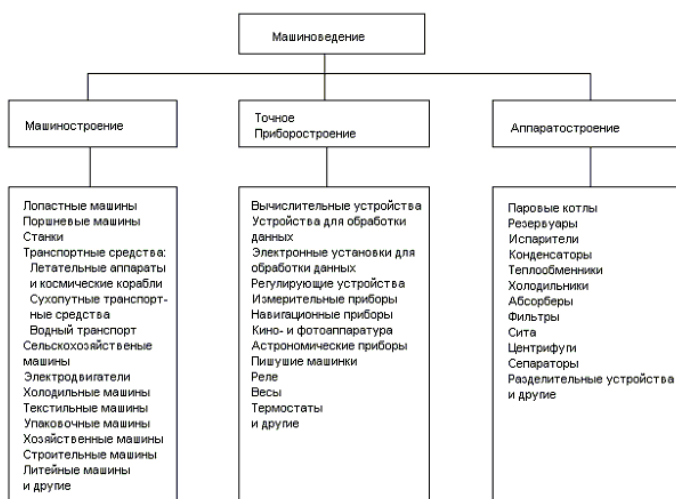 Машиноведение
Машиностроение
Точное
Приборостроение
Аппаратостроение
Лопастные машины
Поршневые машины
Станки
Транспортные средства:
Летательные аппараты
и космические корабли
Сухопутные транспорт-
ные средства
Водный транспорт
Сельскохозяйственые
машины
Электродвигатели
Холодильные машины
Текстильные машины
Упаковочные машины
Хозяйственные машины
Строительные машины
Литейные машины
и другие
Вычислительные устройства
Устройства для обработки
данных
Электронные установки для
обработки данных
Регулирующие устройства
Измерительные приборы
Навигационные приборы
Кино- и фотоаппаратура
Астрономические приборы
Пишушие машинки
Реле
Весы
Термостаты
и другие
Паровые котлы
Резервуары
Испарители
Конденсаторы
Теплообменники
Холодильники
Абсорберы
Фильтры
Сита
Центрифуги
Сепараторы
Разделительные устройства
и другие